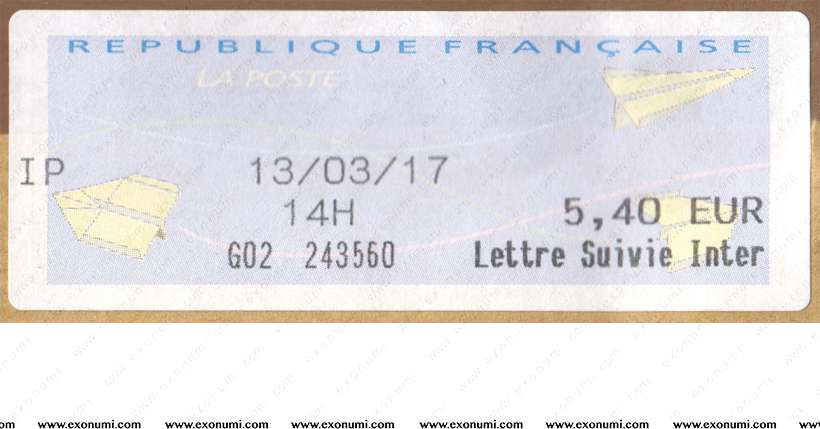 REPUBLIQUE FRANÇAISE
LA POSTE
IP 13/03/17
14H 5,40 EUR
G02 243560 Lettre Suivie Inter
www.exonumi.com www.exonumi.com www.exonumi.com www.exonumi.com www.exonumi.com www.exonumi.com